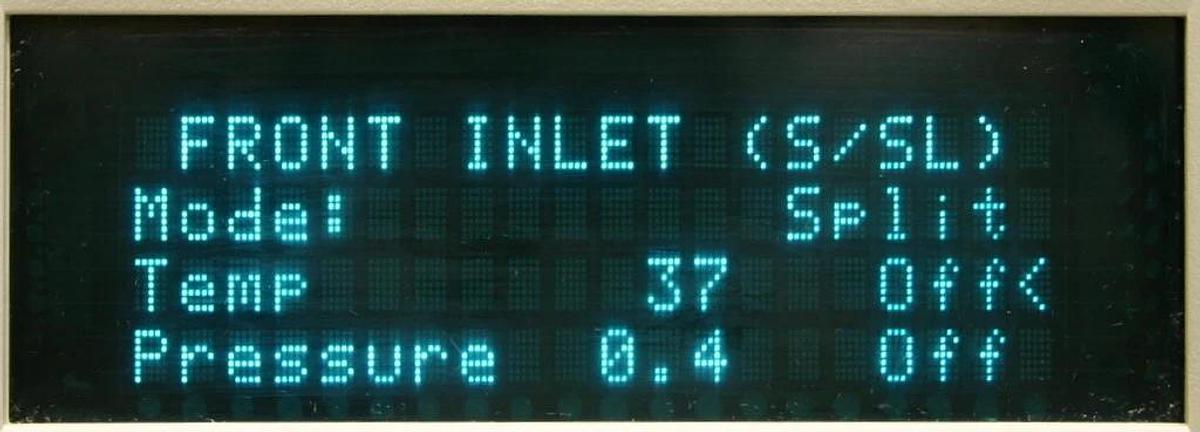 FRONT INLET (S/SL)
Mode: Split
Temp 37 Off<
Pressure 0.4 Off